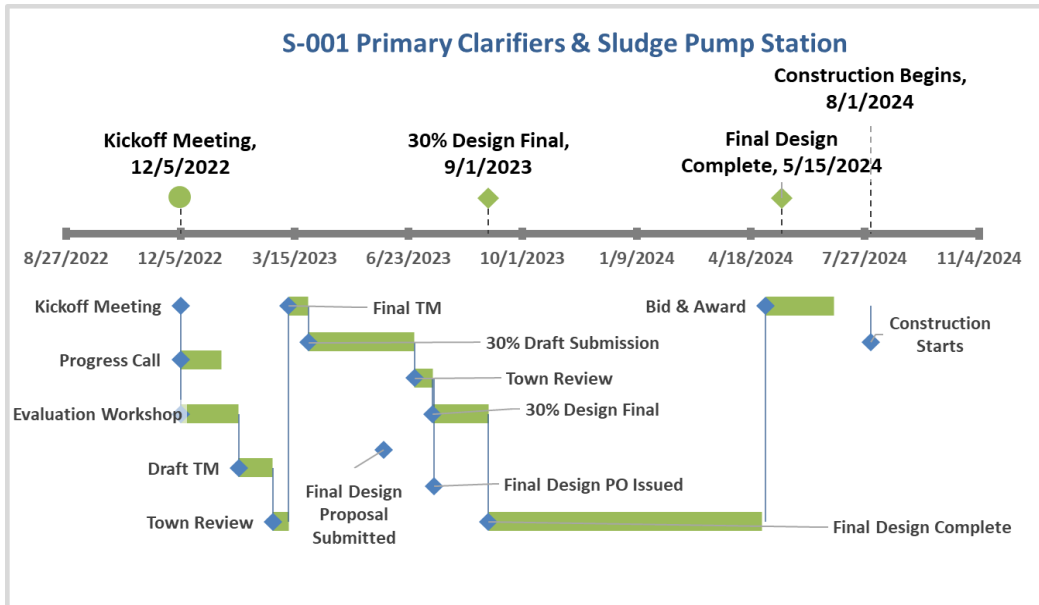 S-001 Primary Clarifiers & Sludge Pump Station
Construction Begins,
8/1/2024
Kickoff Meeting,
12/5/2022
30% Design Final,
9/1/2023
Final Design
Complete, 5/15/2024
8/27/2022 12/5/2022 3/15/2023 6/23/2023 10/1/2023 1/9/2024 4/18/2024 7/27/2024 11/4/2024
Kickoff Meeting
Final TM
Bid & Award
Construction
Starts
30% Draft Submission
Progress Call
Town Review
Evaluation Workshop
30% Design Final
Draft TM
Final Design
Proposal
Submitted
Final Design PO Issued
Town Review
Final Design Complete